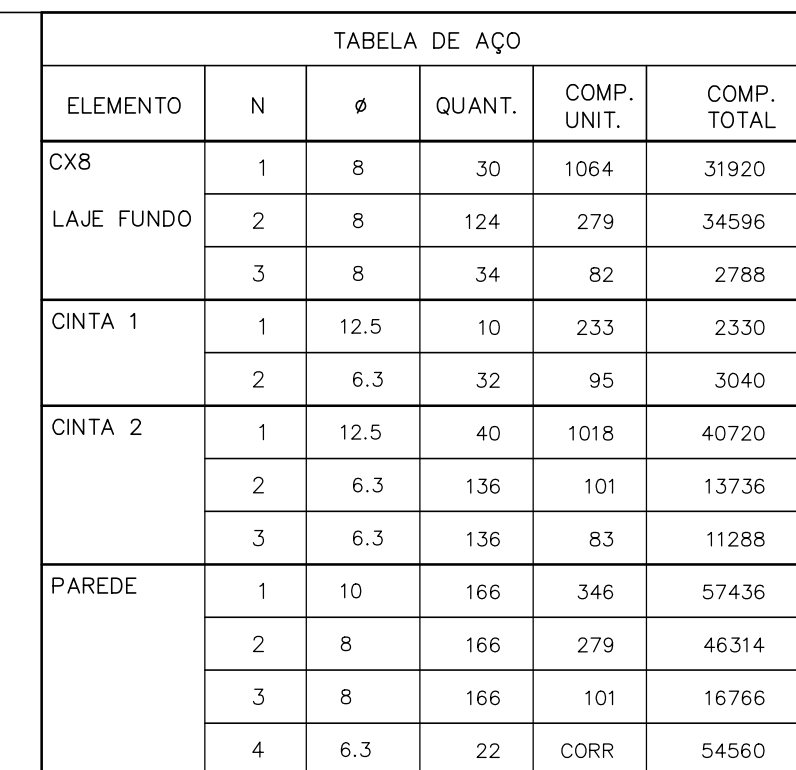 TABELA DE AÇO
ELEMENTO N ø QUANT. COMP. UNIT. COMP. TOTAL
CX8 1 8 30 1064 31920
LAJE FUNDO 2 8 124 279 34596
3 8 34 82 2788
CINTA 1 1 12.5 10 233 2330
2 6.3 32 95 3040
CINTA 2 1 12.5 40 1018 40720
2 6.3 136 101 13736
3 6.3 136 83 11288
PAREDE 1 10 166 346 57436
2 8 166 279 46314
3 8 166 101 16766
4 6.3 22 CORR 54560